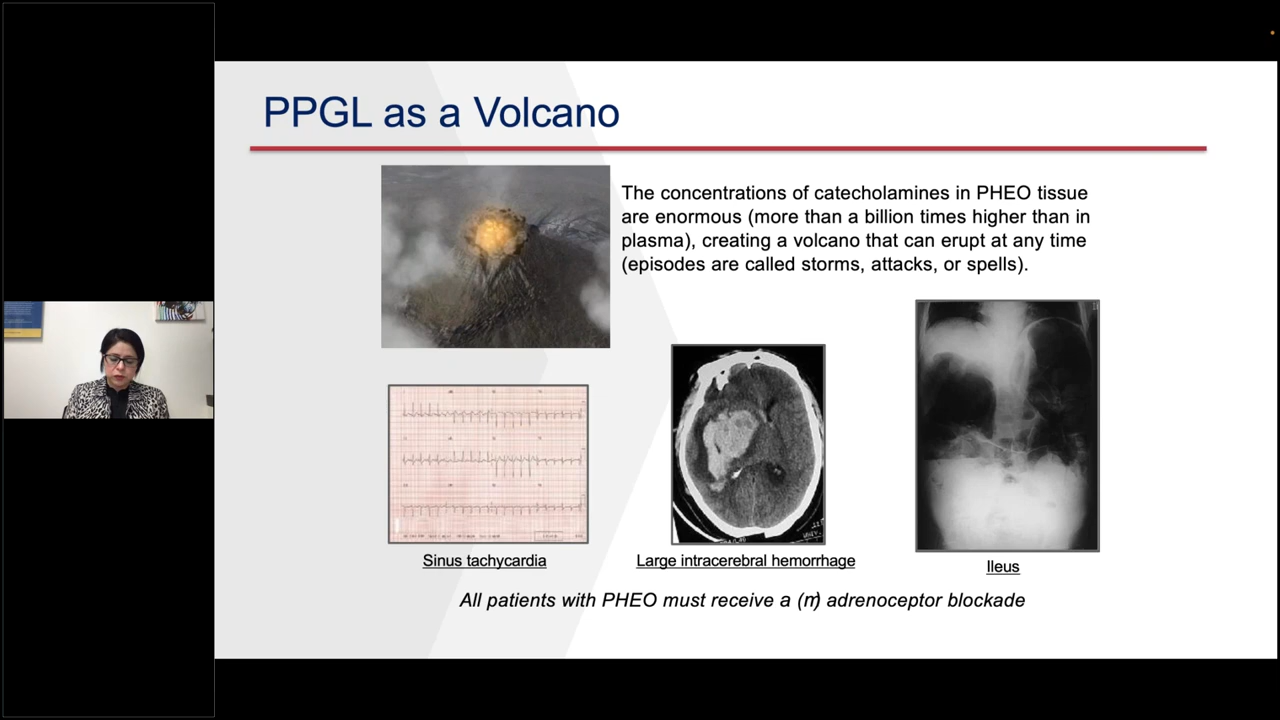 PPGL as a Volcano
The concentrations of catecholamines in PHEO tissue
are enormous (more than a billion times higher than in
plasma), creating a volcano that can erupt at any time
(episodes are called storms, attacks, or spells).
Sinus tachycardia
Large intracerebral hemorrhage
Ileus
All patients with PHEO must receive a (m) adrenoceptor blockade